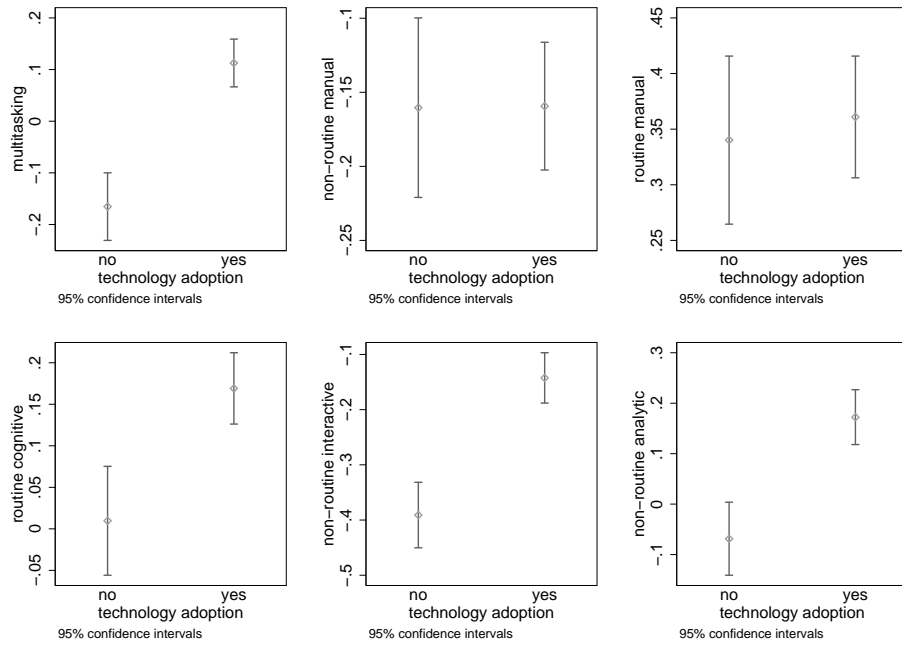 multitasking
.2
.1
0
-.1
-.2
no
yes
technology adoption
95% confidence intervals
non-routine manual
-.1
-.15
-.2
-.25
no
yes
technology adoption
95% confidence intervals
routine manual
.45
.4
.35
.3
.25
no
yes
technology adoption
95% confidence intervals
routine cognitive
.2
.15
.1
.05
0
-.05
no
yes
technology adoption
95% confidence intervals
non-routine interactive
-.1
-.2
-.3
-.4
-.5
no
yes
technology adoption
95% confidence intervals
non-routine analytic
.3
.2
.1
0
-.1
no
yes
technology adoption
95% confidence intervals